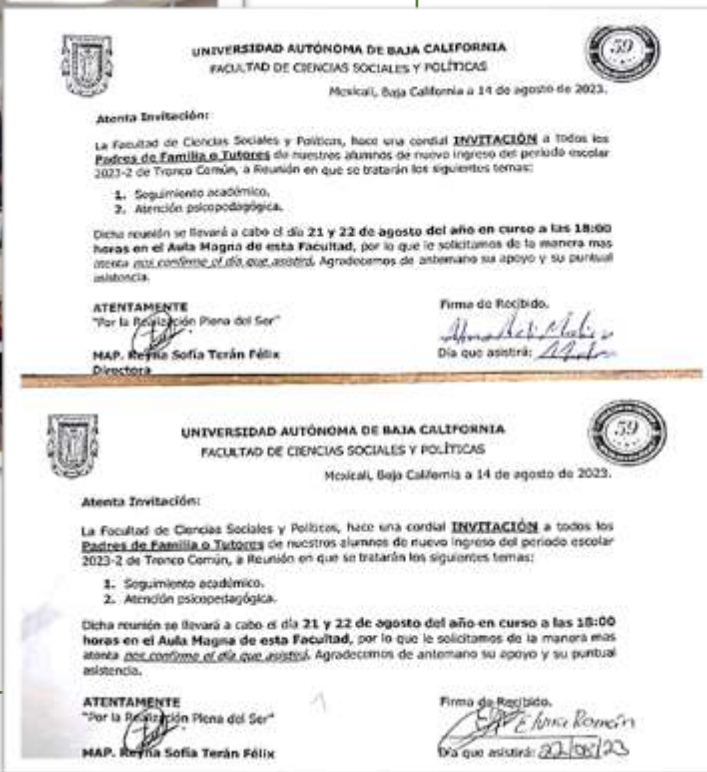 UNIVERSIDAD AUTÓNOMA DE BAJA CALIFORNIA
FACULTAD DE CIENCIAS SOCIALES Y POLÍTICAS
59
Mexicali, Baja California a 14 de agosto de 2023.
Atenta Invitación:
La Facultad de Ciencias Sociales y Políticas, hace una cordial INVITACIÓN a todos los
Padres de Familia o Tutores de nuestros alumnos de nuevo ingreso del periodo escolar
2023-2 de Tronco Común, a Reunión en que se tratarán los siguientes temas:
1. Seguimiento académico.
2. Atención psicopedagógica.
Dicha reunión se llevará a cabo el día 21 y 22 de agosto del año en curso a las 18:00
horas en el Aula Magna de esta Facultad, por lo que le solicitamos de la manera mas
atenta nos confirme el día que asistirá. Agradecemos de antemano su apoyo y su puntual
asistencia.
ATENTAMENTE
"Por la Realización Plena del Ser"
MAP. Reyna Sofía Terán Félix
Directora
Firma de Recibido.
Día que asistirá:
UNIVERSIDAD AUTÓNOMA DE BAJA CALIFORNIA
FACULTAD DE CIENCIAS SOCIALES Y POLÍTICAS
59
Mexicali, Baja California a 14 de agosto de 2023.
Atenta Invitación:
La Facultad de Ciencias Sociales y Políticas, hace una cordial INVITACIÓN a todos los
Padres de Familia o Tutores de nuestros alumnos de nuevo ingreso del periodo escolar
2023-2 de Tronco Común, a Reunión en que se tratarán los siguientes temas:
1. Seguimiento académico.
2. Atención psicopedagógica.
Dicha reunión se llevará a cabo el día 21 y 22 de agosto del año en curso a las 18:00
horas en el Aula Magna de esta Facultad, por lo que le solicitamos de la manera mas
atenta nos confirme el día que asistirá. Agradecemos de antemano su apoyo y su puntual
asistencia.
ATENTAMENTE
"Por la Realización Plena del Ser"
MAP. Reyna Sofía Terán Félix
Firma de Recibido.
Elvira Román
Día que asistirá: 22/08/23